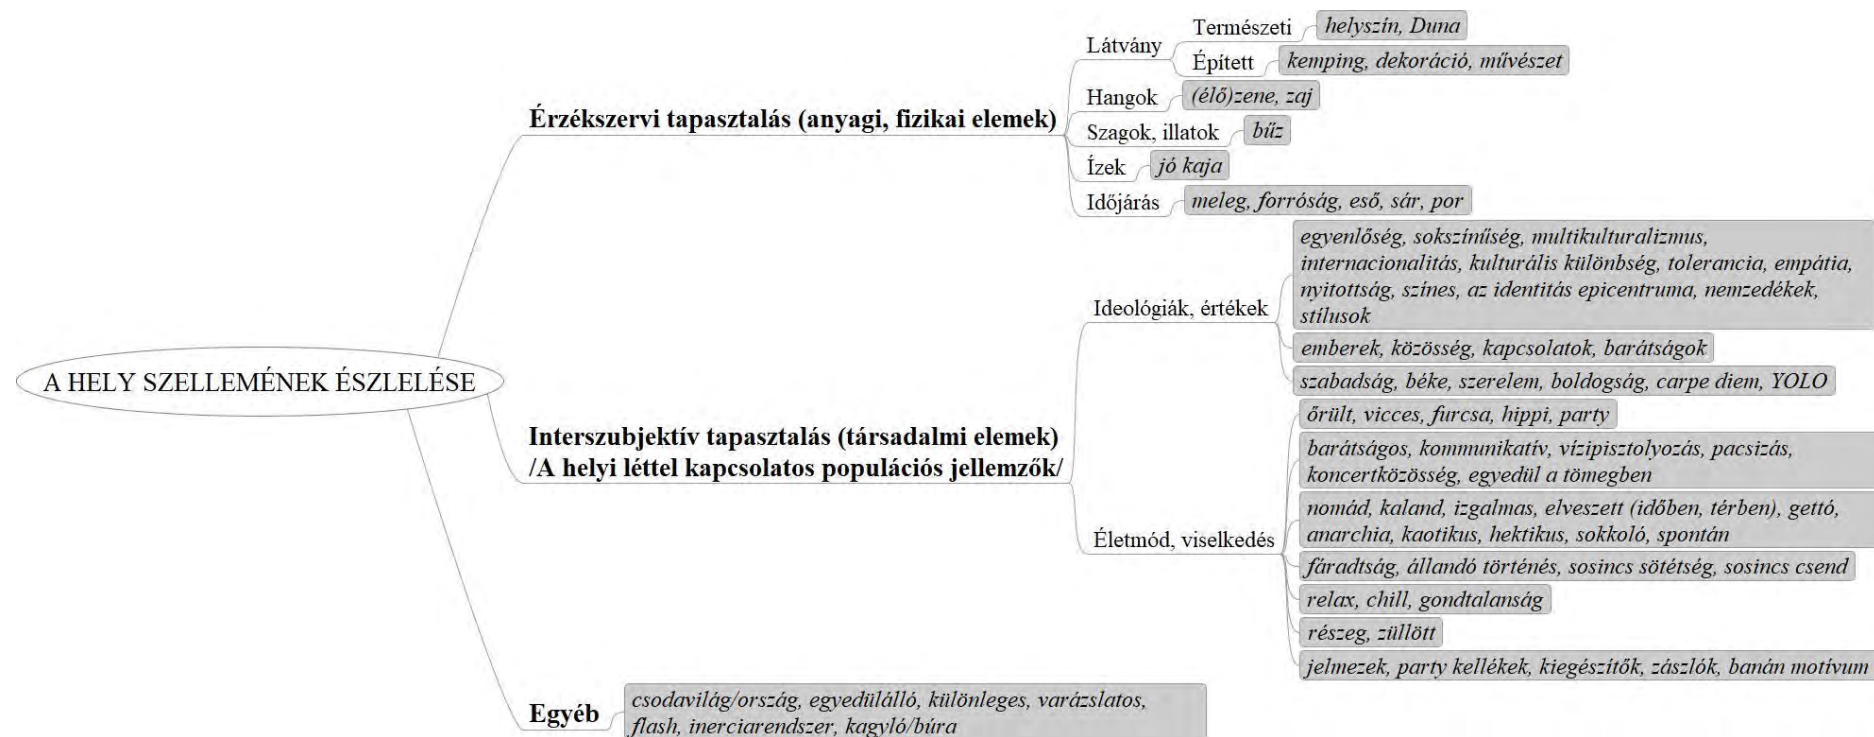 A HELY SZELLEMÉNEK ÉSZLELÉSE
Érzékszervi tapasztalás (anyagi, fizikai elemek)
Látvány
Természeti
helyszín, Duna
Épített
kemping, dekoráció, művészet
Hangok
(élő)zene, zaj
Szagok, illatok
bűz
Ízek
jó kaja
Időjárás
meleg, forróság, eső, sár, por
Interszubjektív tapasztalás (társadalmi elemek)
/A helyi léttel kapcsolatos populációs jellemzők/
Ideológiák, értékek
egyenlőség, sokszínűség, multikulturalizmus,
internacionalitás, kulturális különbség, tolerancia, empátia,
nyitottság, színes, az identitás epicentruma, nemzedékek,
stílusok
emberek, közösség, kapcsolatok, barátságok
szabadság, béke, szerelem, boldogság, carpe diem, YOLO
Életmód, viselkedés
őrült, vicces, furcsa, hippi, party
barátságos, kommunikatív, vízipisztolyozás, pacsizás,
koncertközösség, egyedül a tömegben
nomád, kaland, izgalmas, elveszett (időben, térben), gettó,
anarchia, kaotikus, hektikus, sokkoló, spontán
fáradtság, állandó történés, sosincs sötétség, sosincs csend
relax, chill, gondtalanság
részeg, züllött
jelmezek, party kellékek, kiegészítők, zászlók, banán motívum
Egyéb
csodavilág/ország, egyedülálló, különleges, varázslatos,
flash, inerciarendszer, kagyló/búra